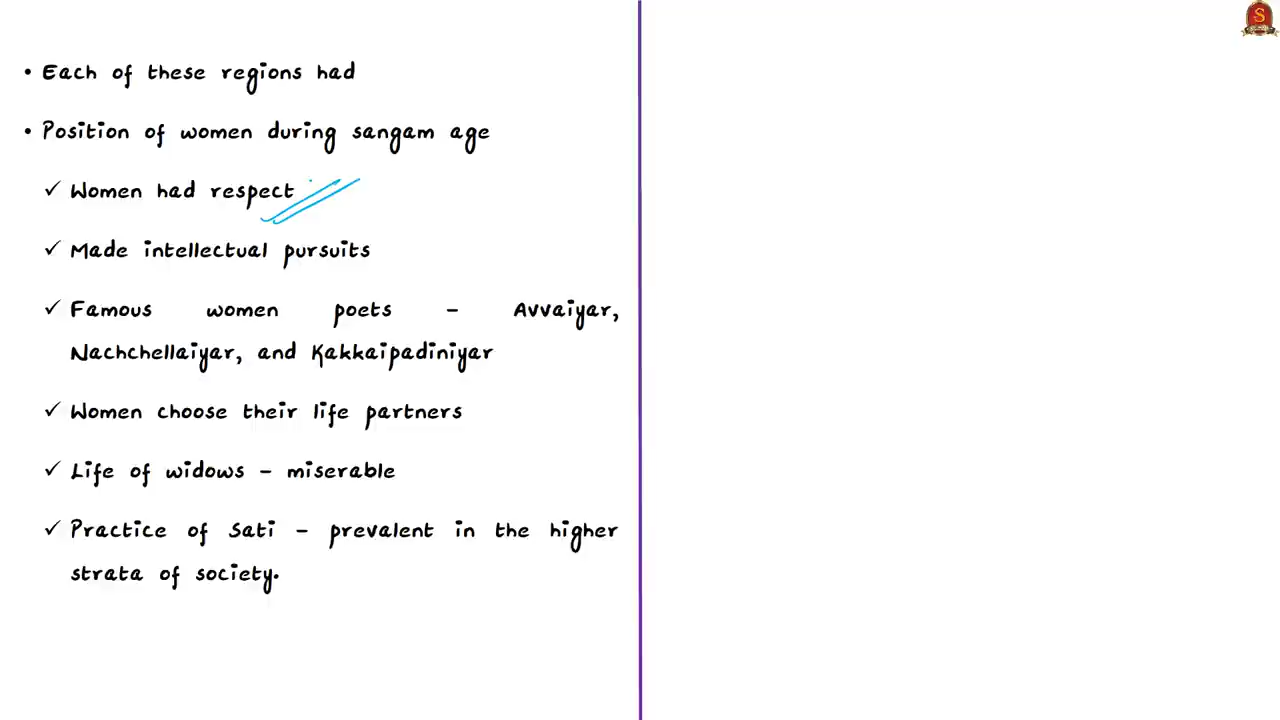 • Each of these regions had
• Position of women during sangam age
✓ Women had respect
✓ Made intellectual pursuits
✓ Famous women poets – Avvaiyar,
Nachchellaiyar, and Kakkaipadiniyar
✓ Women choose their life partners
✓ Life of widows – miserable
✓ Practice of Sati – prevalent in the higher
strata of society.
S